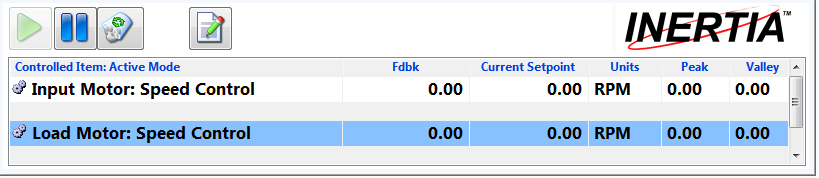 INERTIA™
Controlled Item: Active Mode Fdbk Current Setpoint Units Peak Valley
Input Motor: Speed Control 0.00 0.00 RPM 0.00 0.00
Load Motor: Speed Control 0.00 0.00 RPM 0.00 0.00